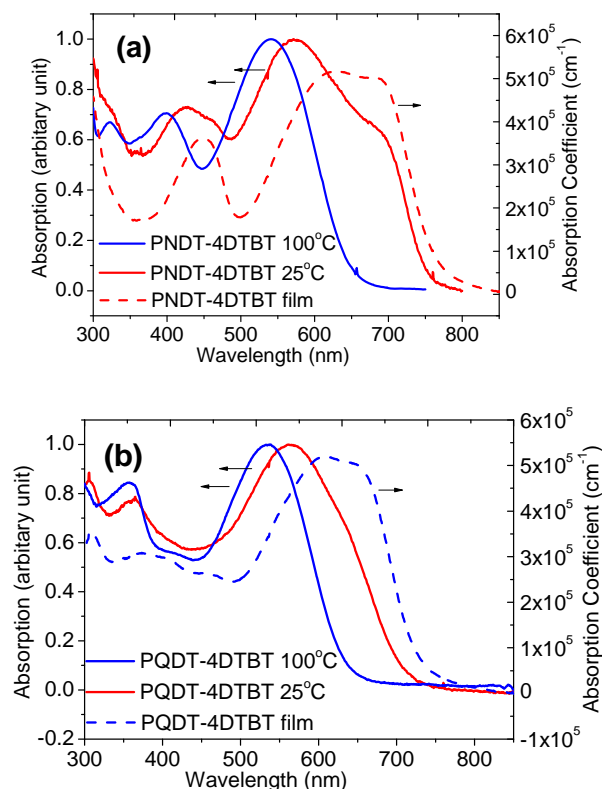 (a)
Absorption (arbitary unit)
1.0
0.8
0.6
0.4
0.2
0.0
PNDT-4DTBT 100°C
PNDT-4DTBT 25°C
PNDT-4DTBT film
300 400 500 600 700 800
Wavelength (nm)
6x10⁵
5x10⁵
4x10⁵
3x10⁵
2x10⁵
1x10⁵
0
Absorption Coefficient (cm⁻¹)
(b)
Absorption (arbitary unit)
1.0
0.8
0.6
0.4
0.2
0.0
-0.2
PQDT-4DTBT 100°C
PQDT-4DTBT 25°C
PQDT-4DTBT film
300 400 500 600 700 800
Wavelength (nm)
6x10⁵
5x10⁵
4x10⁵
3x10⁵
2x10⁵
1x10⁵
0
-1x10⁵
Absorption Coefficient (cm⁻¹)